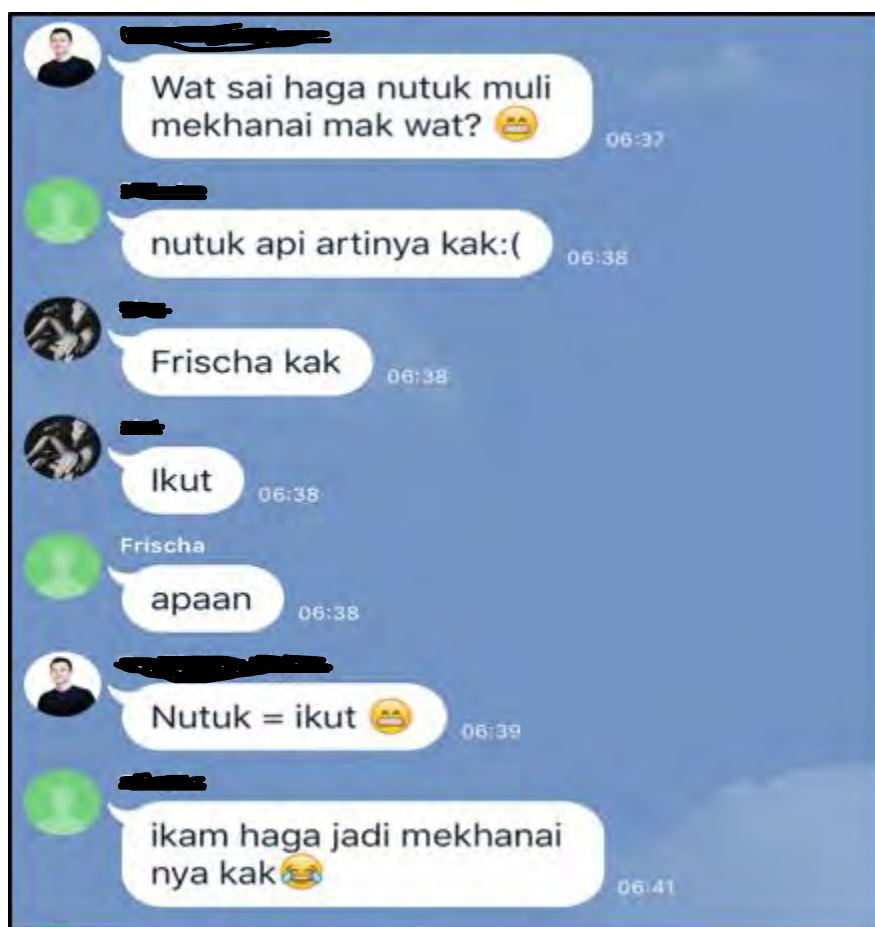 Wat sai haga nutuk muli
mekhanai mak wat? 😁
06:37
nutuk api artinya kak:(
06:38
Frischa kak
06:38
Ikut
06:38
Frischa
apaan
06:38
Nutuk = ikut 😁
06:39
ikam haga jadi mekhanai
nya kak😂
06:41